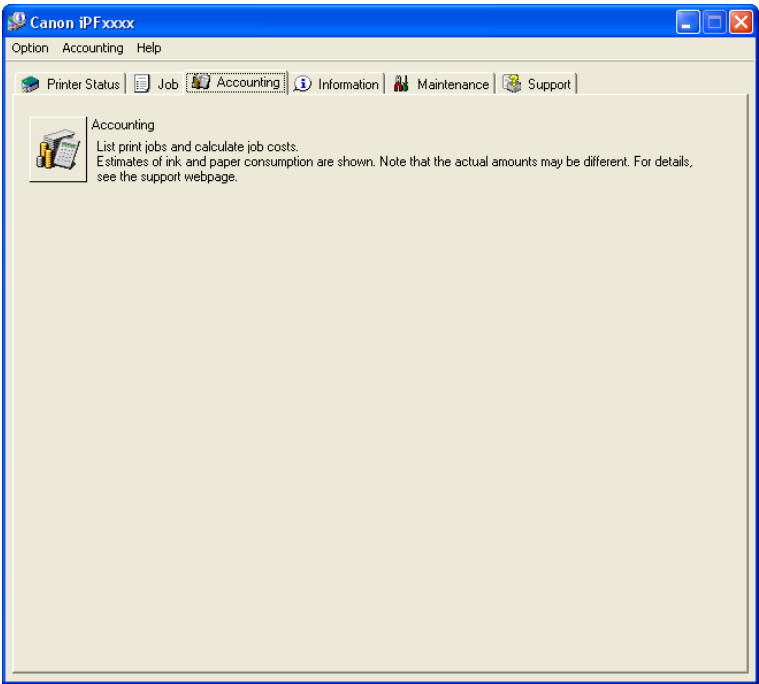 Canon iPFxxxx
Option Accounting Help
Printer Status Job Accounting Information Maintenance Support
Accounting
List print jobs and calculate job costs.
Estimates of ink and paper consumption are shown. Note that the actual amounts may be different. For details,
see the support webpage.